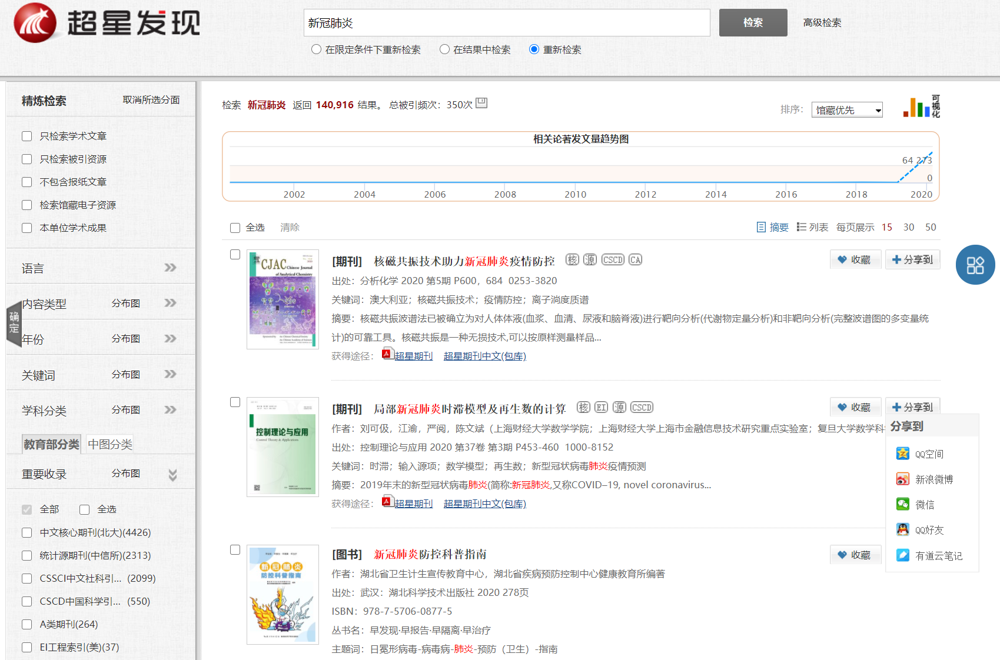 超星发现
新冠肺炎
检索
高级检索
在限定条件下重新检索
在结果中检索
重新检索
精炼检索
取消所选分面
只检索学术文章
只检索被引资源
不包含报纸文章
检索馆藏电子资源
本单位学术成果
语言
内容类型 分布图
确定
年份 分布图
关键词 分布图
学科分类 分布图
教育部分类 中图分类
重要收录 分布图
全部 全选
中文核心期刊(北大)(4426)
统计源期刊(中信所)(2313)
CSSCI中文社科引... (2099)
CSCD中国科学引... (550)
A类期刊(264)
EI工程索引(美)(37)
检索 新冠肺炎 返回 140,916 结果。 总被引频次：350次
排序： 馆藏优先
可视化
相关论著发文量趋势图
64 273
0
2002 2004 2006 2008 2010 2012 2014 2016 2018 2020
全选 清除
摘要 列表 每页展示 15 30 50
CJAC Chinese Journal
of Analytical Chemistry
[期刊] 核磁共振技术助力新冠肺炎疫情防控 核 源 CSCD CA
收藏 分享到
出处：分析化学 2020 第5期 P600，684 0253-3820
关键词：澳大利亚；核磁共振技术；疫情防控；离子淌度质谱
摘要：核磁共振波谱法已被确立为对人体体液(血浆、血清、尿液和脑脊液)进行靶向分析(代谢物定量分析)和非靶向分析(完整波谱图的多变量统
计)的可靠工具。核磁共振是一种无损技术,可以按原样测量样品...
获得途径： 超星期刊 超星期刊中文(包库)
控制理论与应用
Control Theory & Applications
[期刊] 局部新冠肺炎时滞模型及再生数的计算 核 EI 源 CSCD
收藏 分享到
作者：刘可伋，江渝，严阅，陈文斌（上海财经大学数学学院；上海财经大学上海市金融信息技术研究重点实验室；复旦大学数学科
出处：控制理论与应用 2020 第37卷 第3期 P453-460 1000-8152
关键词：时滞；输入源项；数学模型；再生数；新型冠状病毒肺炎疫情预测
摘要：2019年末的新型冠状病毒肺炎(简称:新冠肺炎,又称COVID–19, novel coronavirus...
获得途径： 超星期刊 超星期刊中文(包库)
分享到
QQ空间
新浪微博
微信
QQ好友
有道云笔记
新冠肺炎
防控科普指南
[图书] 新冠肺炎防控科普指南
收藏
作者：湖北省卫生计生宣传教育中心，湖北省疾病预防控制中心健康教育所编著
出处：武汉：湖北科学技术出版社 2020 278页
ISBN：978-7-5706-0877-5
丛书名：早发现·早报告·早隔离·早治疗
主题词：日冕形病毒-病毒病-肺炎-预防（卫生）-指南